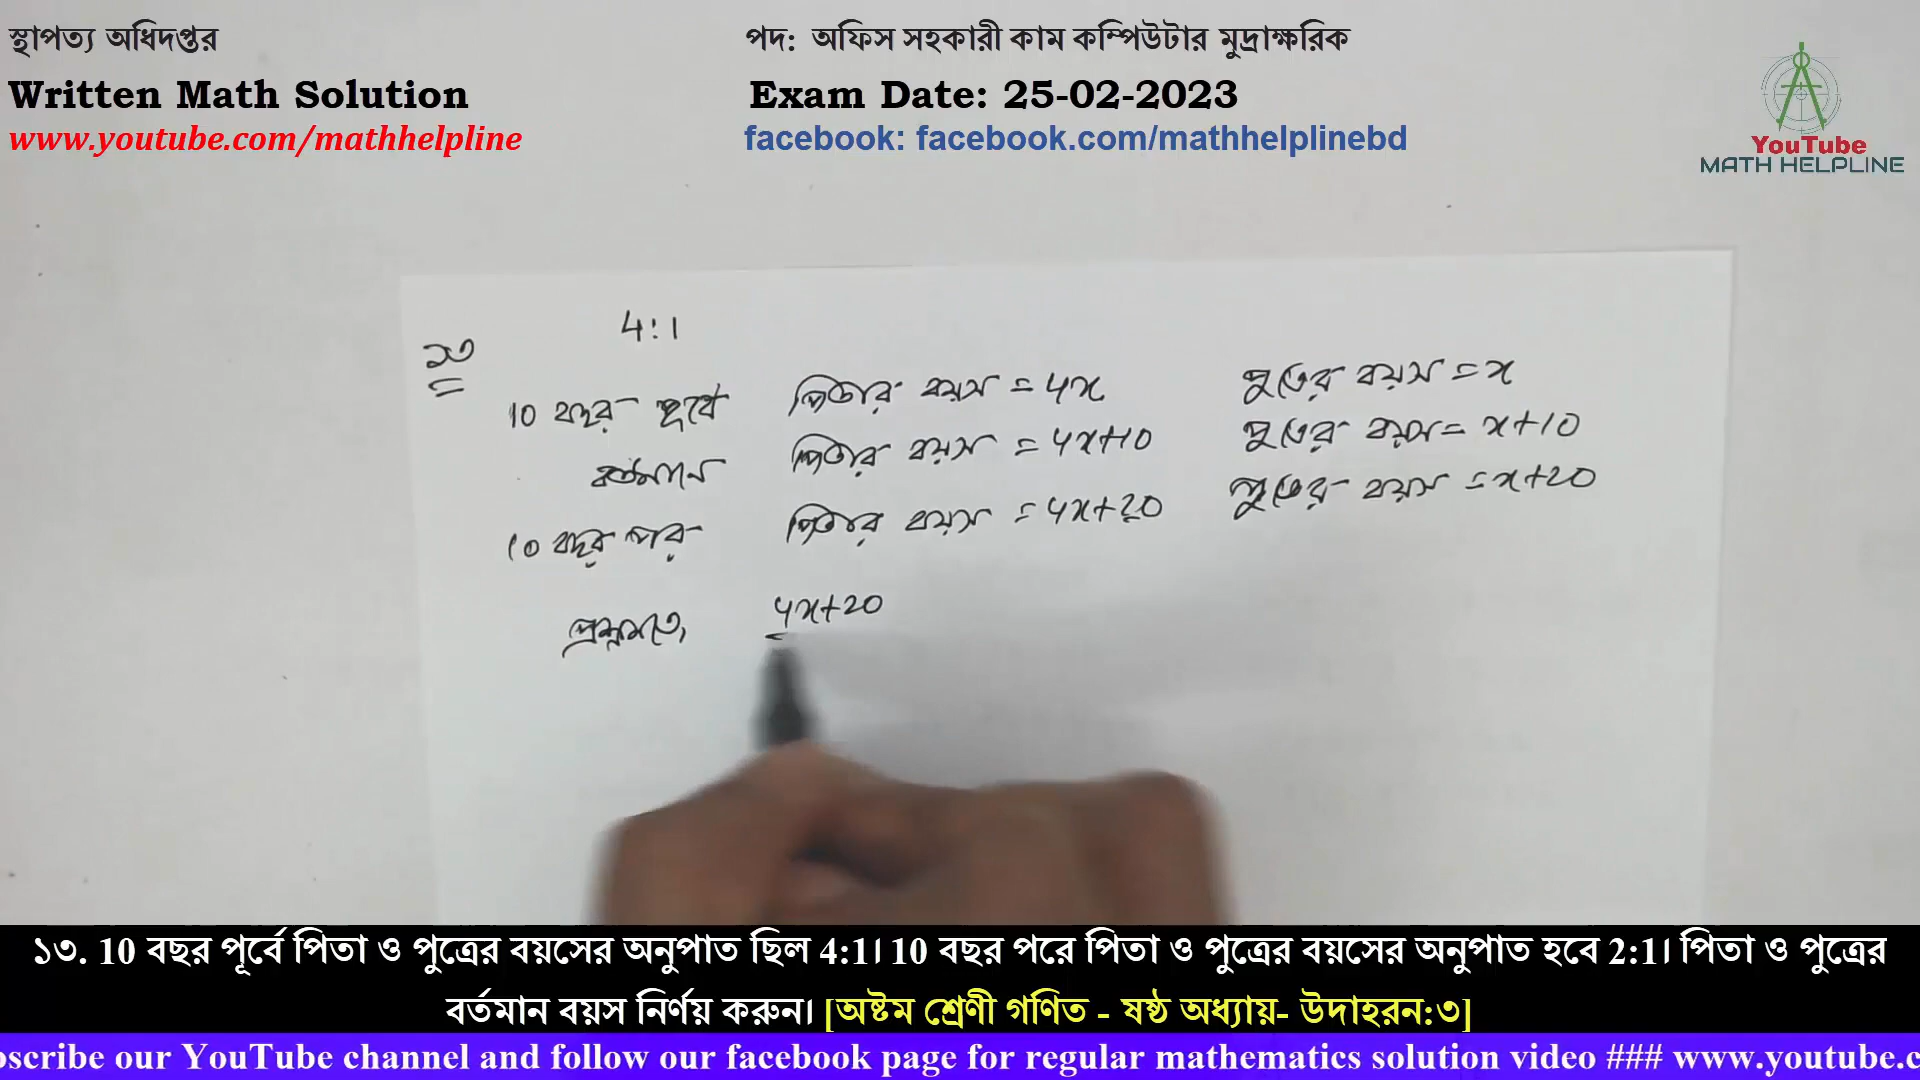 স্থাপত্য অধিদপ্তর
পদ: অফিস সহকারী কাম কম্পিউটার মুদ্রাক্ষরিক
Written Math Solution
Exam Date: 25-02-2023
www.youtube.com/mathhelpline
facebook: facebook.com/mathhelplinebd
YouTube
MATH HELPLINE
4:1
১৩
10 বছর পূর্বে পিতার বয়স = 4x পুত্রের বয়স = x
বর্তমানে পিতার বয়স = 4x+10 পুত্রের বয়স = x+10
10 বছর পর পিতার বয়স = 4x+20 পুত্রের বয়স = x+20
প্রশ্নমতে, 4x+20
১৩. 10 বছর পূর্বে পিতা ও পুত্রের বয়সের অনুপাত ছিল 4:1। 10 বছর পরে পিতা ও পুত্রের বয়সের অনুপাত হবে 2:1। পিতা ও পুত্রের
বর্তমান বয়স নির্ণয় করুন। [অষ্টম শ্রেণী গণিত - ষষ্ঠ অধ্যায়- উদাহরন:৩]
bscribe our YouTube channel and follow our facebook page for regular mathematics solution video ### www.youtube.c